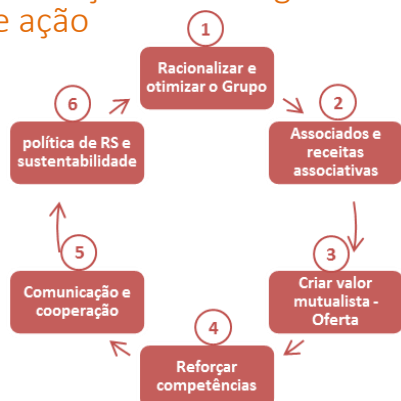 e ação
1
Racionalizar e
otimizar o Grupo
2
Associados e
receitas
associativas
3
Criar valor
mutualista -
Oferta
4
Reforçar
competências
5
Comunicação e
cooperação
6
política de RS e
sustentabilidade